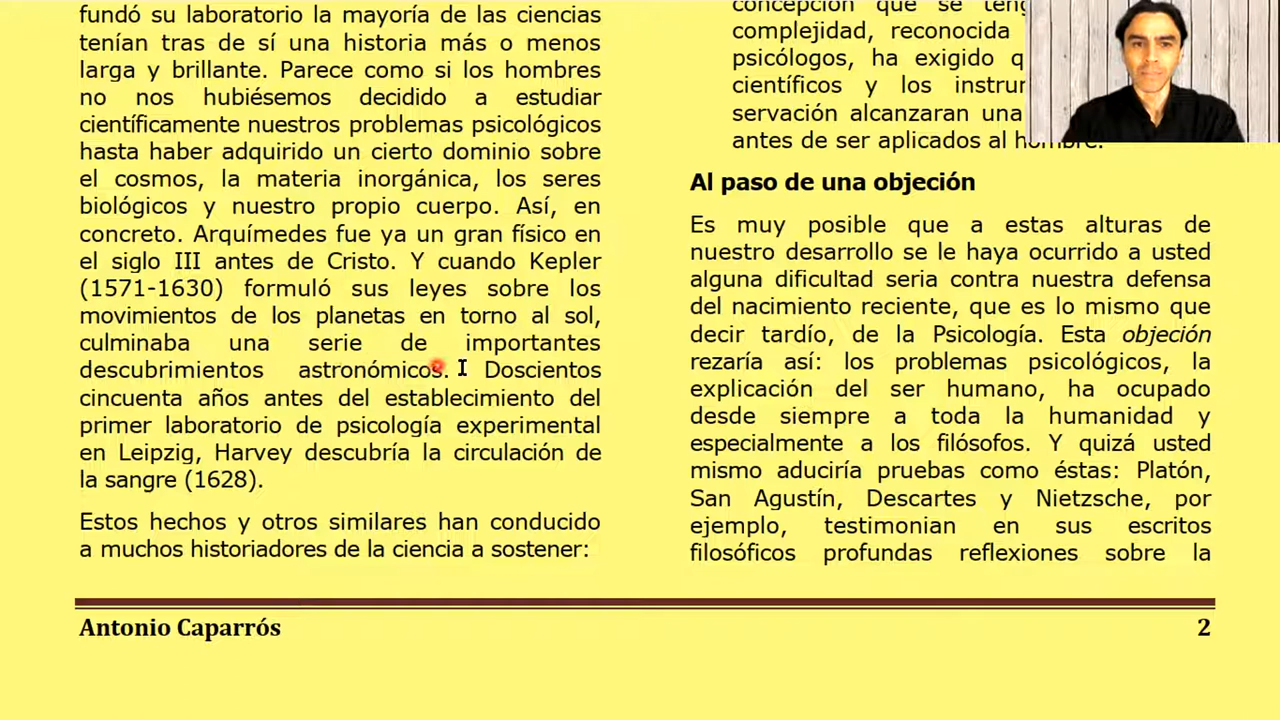 fundó su laboratorio la mayoría de las ciencias
tenían tras de sí una historia más o menos
larga y brillante. Parece como si los hombres
no nos hubiésemos decidido a estudiar
científicamente nuestros problemas psicológicos
hasta haber adquirido un cierto dominio sobre
el cosmos, la materia inorgánica, los seres
biológicos y nuestro propio cuerpo. Así, en
concreto. Arquímedes fue ya un gran físico en
el siglo III antes de Cristo. Y cuando Kepler
(1571-1630) formuló sus leyes sobre los
movimientos de los planetas en torno al sol,
culminaba una serie de importantes
descubrimientos astronómicos. Doscientos
cincuenta años antes del establecimiento del
primer laboratorio de psicología experimental
en Leipzig, Harvey descubría la circulación de
la sangre (1628).
Estos hechos y otros similares han conducido
a muchos historiadores de la ciencia a sostener:
concepción que se
complejidad, reconocida
psicólogos, ha exigido
científicos y los
servación alcanzaran una
antes de ser aplicados al hombre.
Al paso de una objeción
Es muy posible que a estas alturas de
nuestro desarrollo se le haya ocurrido a usted
alguna dificultad seria contra nuestra defensa
del nacimiento reciente, que es lo mismo que
decir tardío, de la Psicología. Esta objeción
rezaría así: los problemas psicológicos, la
explicación del ser humano, ha ocupado
desde siempre a toda la humanidad y
especialmente a los filósofos. Y quizá usted
mismo aduciría pruebas como éstas: Platón,
San Agustín, Descartes y Nietzsche, por
ejemplo, testimonian en sus escritos
filosóficos profundas reflexiones sobre la
Antonio Caparrós
2